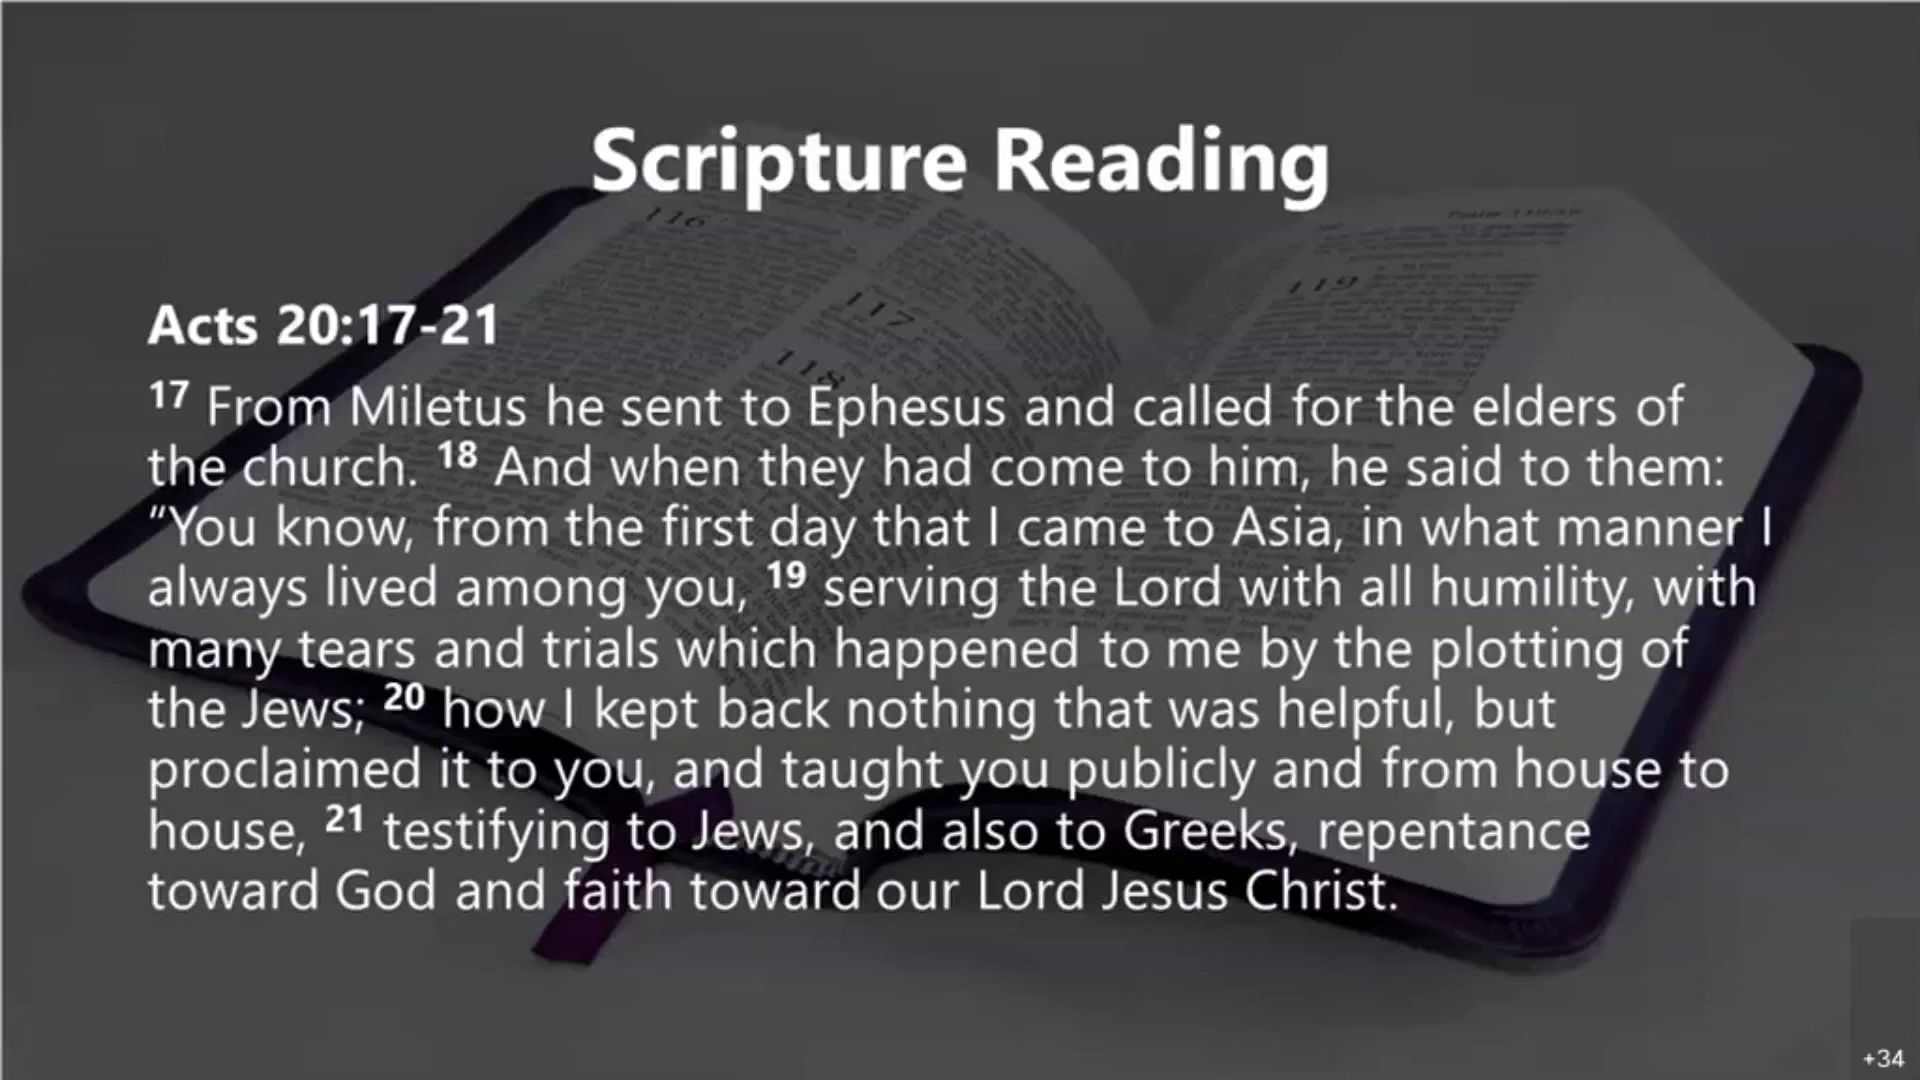 Scripture Reading
116
117
118
119
Acts 20:17-21
17 From Miletus he sent to Ephesus and called for the elders of
the church. 18 And when they had come to him, he said to them:
“You know, from the first day that I came to Asia, in what manner I
always lived among you, 19 serving the Lord with all humility, with
many tears and trials which happened to me by the plotting of
the Jews; 20 how I kept back nothing that was helpful, but
proclaimed it to you, and taught you publicly and from house to
house, 21 testifying to Jews, and also to Greeks, repentance
toward God and faith toward our Lord Jesus Christ.
+34